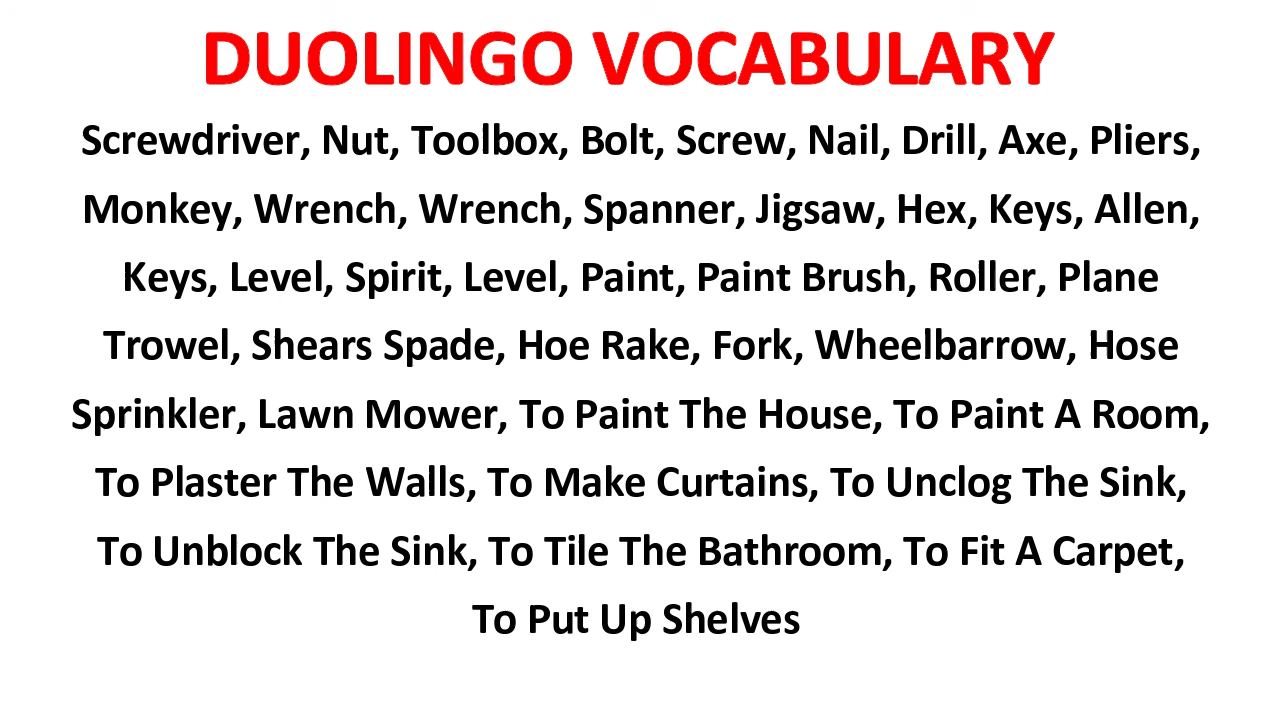 DUOLINGO VOCABULARY
Screwdriver, Nut, Toolbox, Bolt, Screw, Nail, Drill, Axe, Pliers,
Monkey, Wrench, Wrench, Spanner, Jigsaw, Hex, Keys, Allen,
Keys, Level, Spirit, Level, Paint, Paint Brush, Roller, Plane
Trowel, Shears Spade, Hoe Rake, Fork, Wheelbarrow, Hose
Sprinkler, Lawn Mower, To Paint The House, To Paint A Room,
To Plaster The Walls, To Make Curtains, To Unclog The Sink,
To Unblock The Sink, To Tile The Bathroom, To Fit A Carpet,
To Put Up Shelves